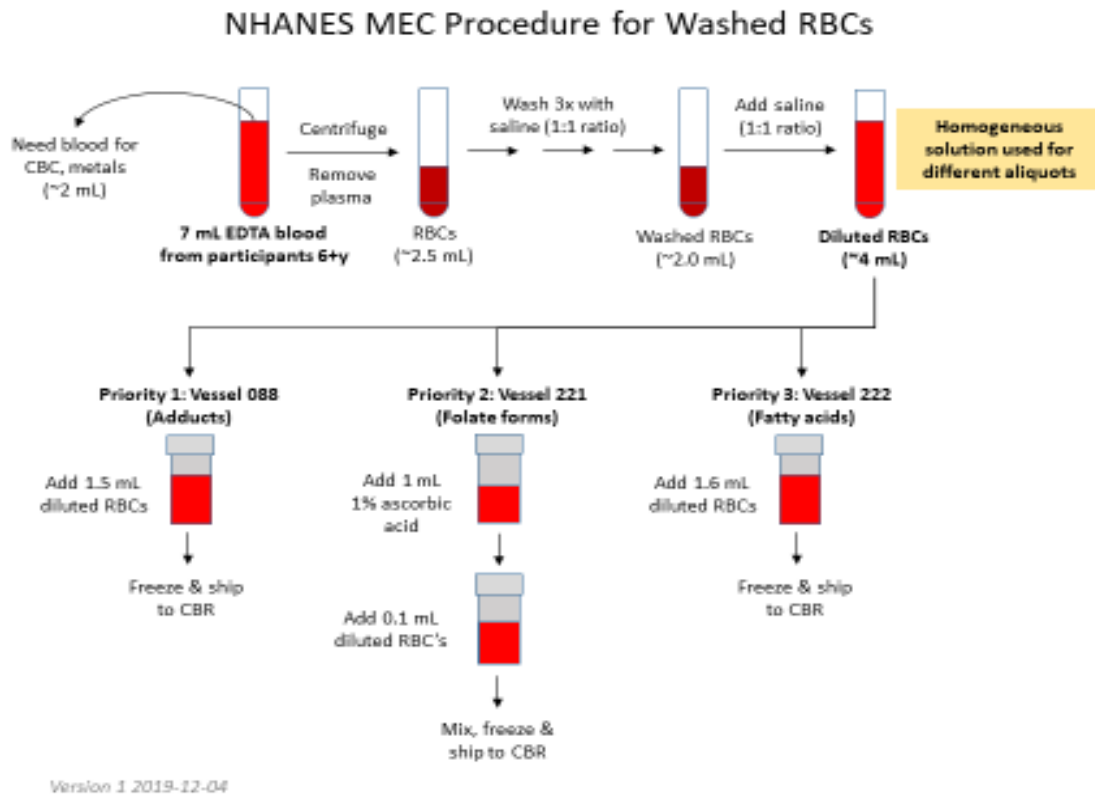 NHANES MEC Procedure for Washed RBCs
Need blood for
CBC, metals
(~2 mL)
7 mL EDTA blood
from participants 6+y
Centrifuge
Remove
plasma
RBCs
(~2.5 mL)
Wash 3x with
saline (1:1 ratio)
Washed RBCs
(~2.0 mL)
Add saline
(1:1 ratio)
Diluted RBCs
(~4 mL)
Homogeneous
solution used for
different aliquots
Priority 1: Vessel 088
(Adducts)
Add 1.5 mL
diluted RBCs
Freeze & ship
to CBR
Priority 2: Vessel 221
(Folate forms)
Add 1 mL
1% ascorbic
acid
Add 0.1 mL
diluted RBC's
Mix, freeze &
ship to CBR
Priority 3: Vessel 222
(Fatty acids)
Add 1.6 mL
diluted RBCs
Freeze & ship
to CBR
Version 1 2019-12-04